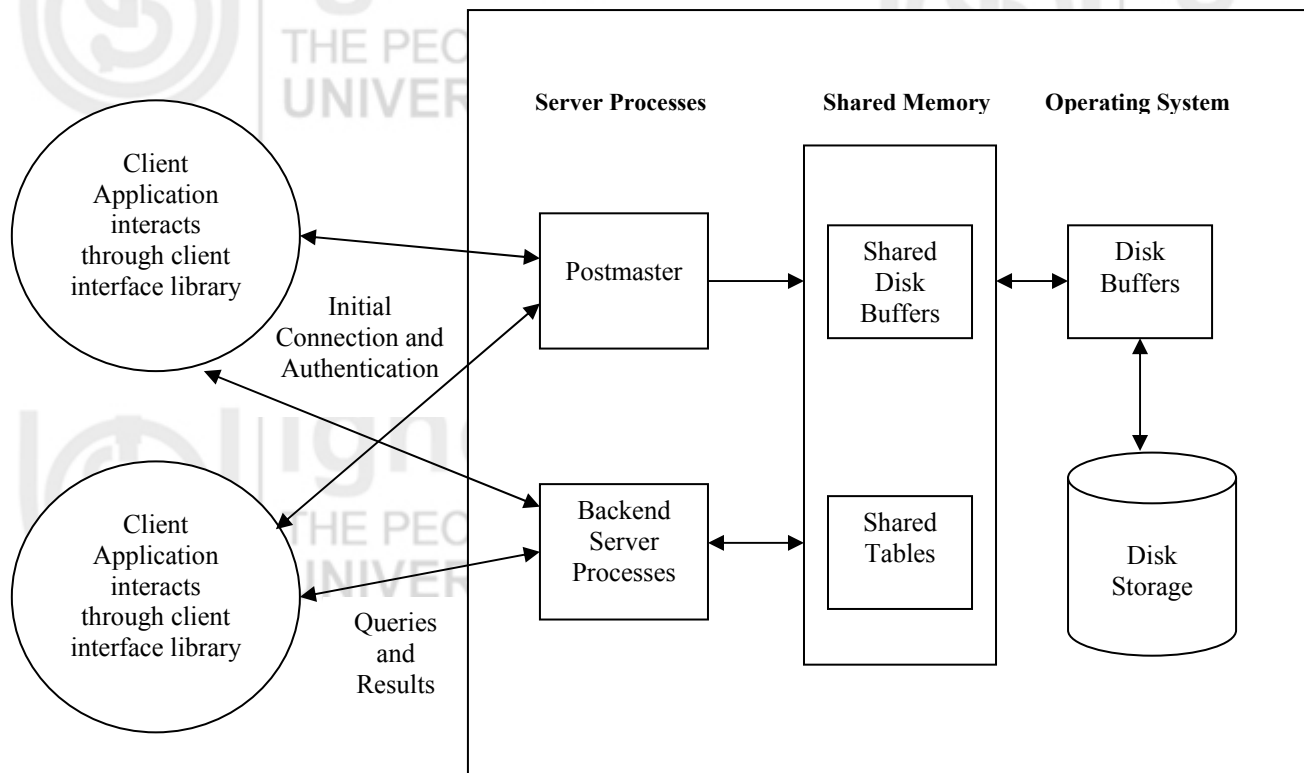 THE PEO
UNIVER
Server Processes
Shared Memory
Operating System
Client
Application
interacts
through client
interface library
Postmaster
Shared
Disk
Buffers
Disk
Buffers
Initial
Connection and
Authentication
ign
THE PEO
UNIVER
Client
Application
interacts
through client
interface library
Backend
Server
Processes
Shared
Tables
Disk
Storage
Queries
and
Results